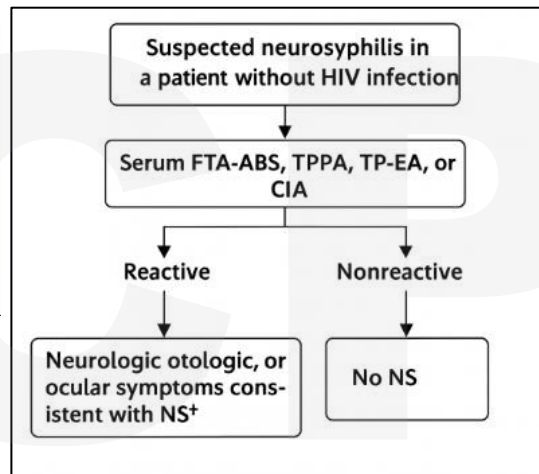 Suspected neurosyphilis in
a patient without HIV infection
Serum FTA-ABS, TPPA, TP-EA, or
CIA
Reactive
Nonreactive
Neurologic otologic, or
ocular symptoms cons-
istent with NS⁺
No NS